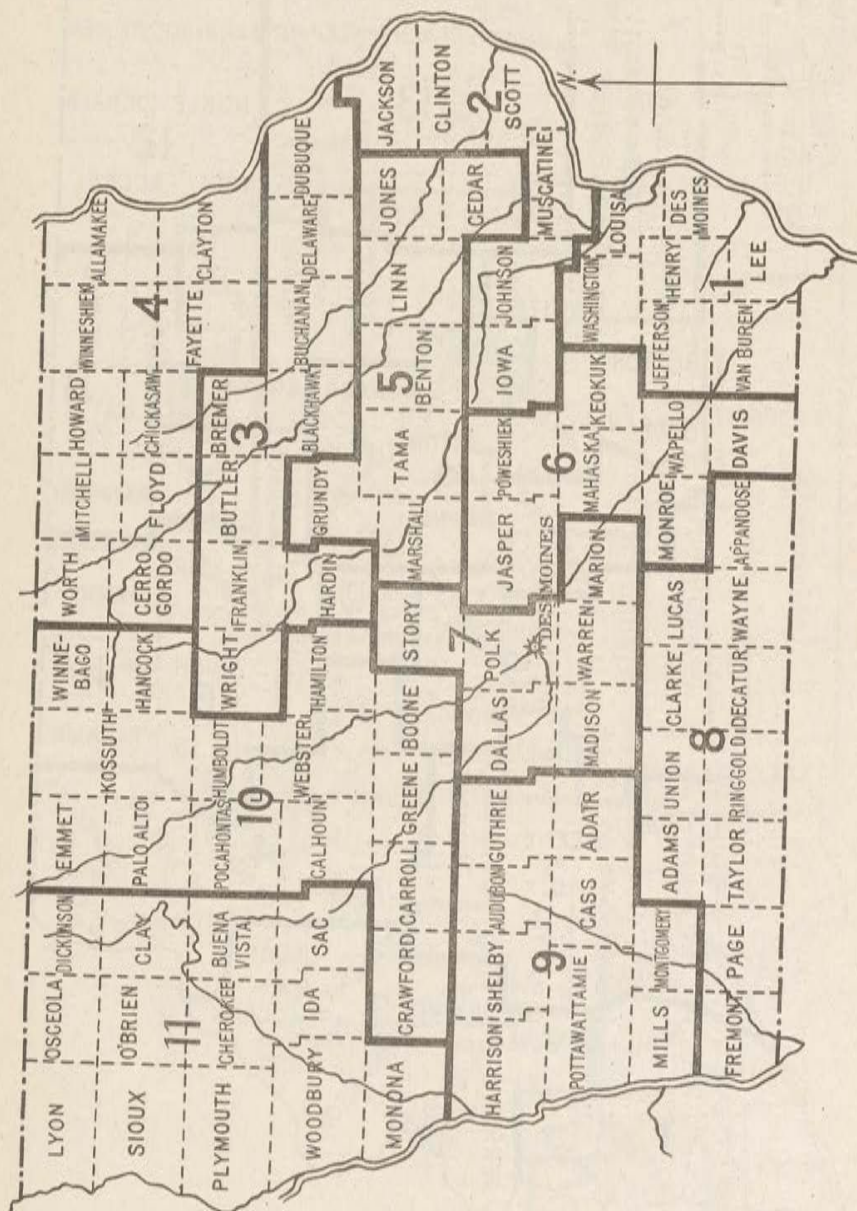 LYON
OSCEOLA
DICKINSON
EMMET
KOSSUTH
WINNE-
BAGO
WORTH
MITCHELL
HOWARD
WINNESHIEK
ALLAMAKEE
SIOUX
O'BRIEN
CLAY
PALO ALTO
HANCOCK
CERRO
GORDO
FLOYD
CHICKASAW
4
FAYETTE
CLAYTON
11
PLYMOUTH
CHEROKEE
BUENA
VISTA
POCAHONTAS
HUMBOLDT
10
WRIGHT
FRANKLIN
BUTLER
BREMER
3
WOODBURY
IDA
SAC
CALHOUN
WEBSTER
HAMILTON
HARDIN
GRUNDY
BLACKHAWK
BUCHANAN
DELAWARE
DUBUQUE
MONONA
CRAWFORD
CARROLL
GREENE
BOONE
STORY
MARSHALL
TAMA
BENTON
5
LINN
JONES
JACKSON
CLINTON
2
SCOTT
CEDAR
MUSCATINE
HARRISON
SHELBY
AUDUBON
GUTHRIE
DALLAS
POLK
7
DES MOINES
JASPER
POWESHIEK
IOWA
JOHNSON
9
POTTAWATTAMIE
CASS
ADAIR
MADISON
WARREN
MARION
MAHASKA
6
KEOKUK
WASHINGTON
LOUISA
MILLS
MONTGOMERY
ADAMS
UNION
CLARKE
LUCAS
MONROE
WAPELLO
JEFFERSON
HENRY
DES
MOINES
1
FREMONT
PAGE
TAYLOR
RINGGOLD
8
DECATUR
WAYNE
APPANOOSE
DAVIS
VAN BUREN
LEE
N.